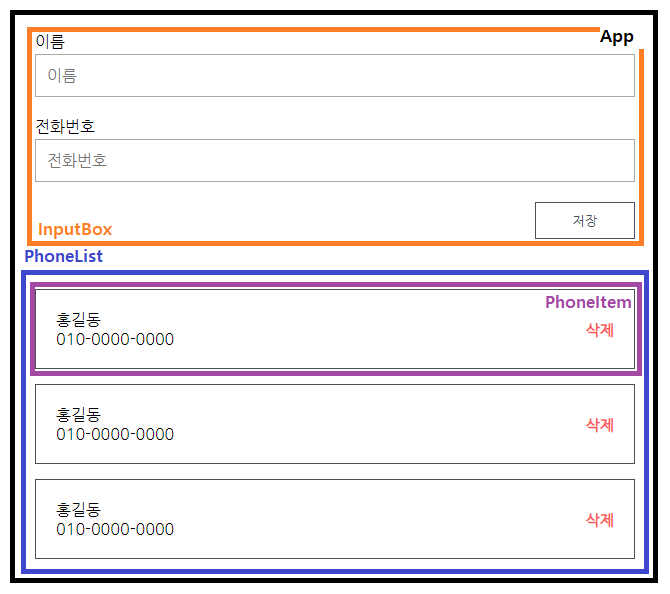 App
이름
이름
전화번호
전화번호
저장
InputBox
PhoneList
PhoneItem
홍길동
010-0000-0000
삭제
홍길동
010-0000-0000
삭제
홍길동
010-0000-0000
삭제